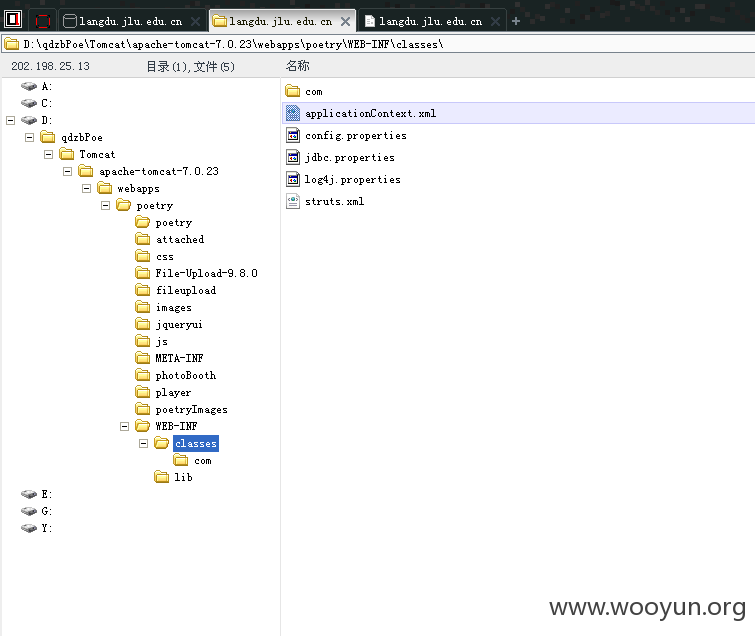 langdu.jlu.edu.cn
langdu.jlu.edu.cn
langdu.jlu.edu.cn
D:\qdzbPoe\Tomcat\apache-tomcat-7.0.23\webapps\poetry\WEB-INF\classes\
202.198.25.13 目录(1),文件(5) 名称
A:
C:
D:
qdzbPoe
Tomcat
apache-tomcat-7.0.23
webapps
poetry
poetry
attached
css
File-Upload-9.8.0
fileupload
images
jqueryui
js
META-INF
photoBooth
player
poetryImages
WEB-INF
classes
com
lib
E:
G:
Y:
com
applicationContext.xml
config.properties
jdbc.properties
log4j.properties
struts.xml
www.wooyun.org